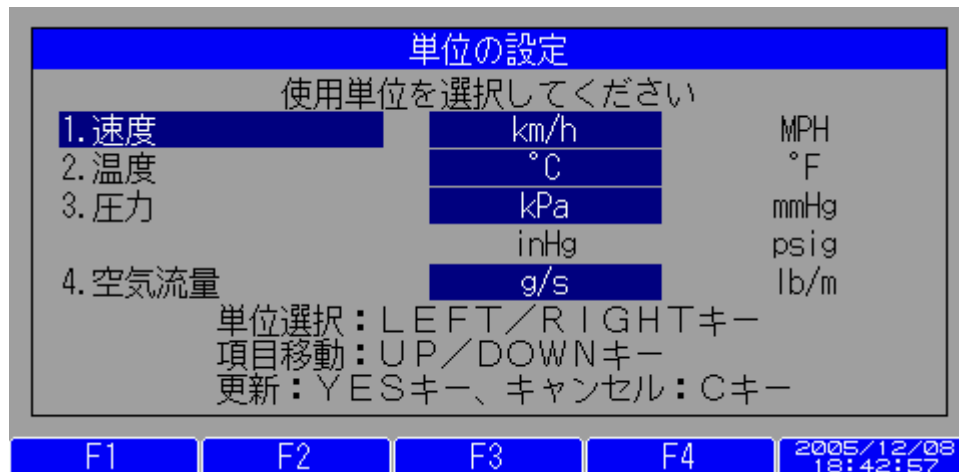 単位の設定
使用単位を選択してください
1.速度 km/h MPH
2.温度 °C °F
3.圧力 kPa mmHg
inHg psig
4.空気流量 g/s lb/m
単位選択：ＬＥＦＴ／ＲＩＧＨＴキー
項目移動：ＵＰ／ＤＯＷＮキー
更新：ＹＥＳキー、キャンセル：Ｃキー
F1 F2 F3 F4 2005/12/08
18:42:57